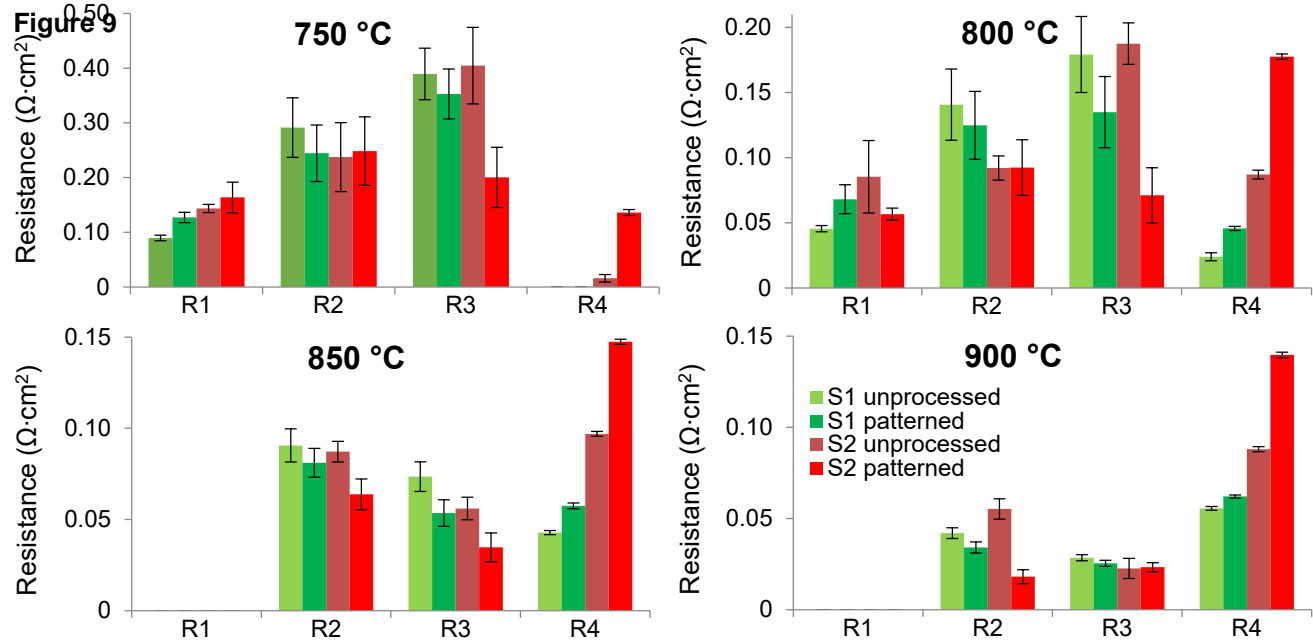 Figure 9
750 °C
Resistance (Ω·cm²)
0.50
0.40
0.30
0.20
0.10
0
R1 R2 R3 R4
800 °C
Resistance (Ω·cm²)
0.20
0.15
0.10
0.05
0
R1 R2 R3 R4
850 °C
Resistance (Ω·cm²)
0.15
0.10
0.05
0
R1 R2 R3 R4
900 °C
Resistance (Ω·cm²)
0.15
0.10
0.05
0
S1 unprocessed
S1 patterned
S2 unprocessed
S2 patterned
R1 R2 R3 R4